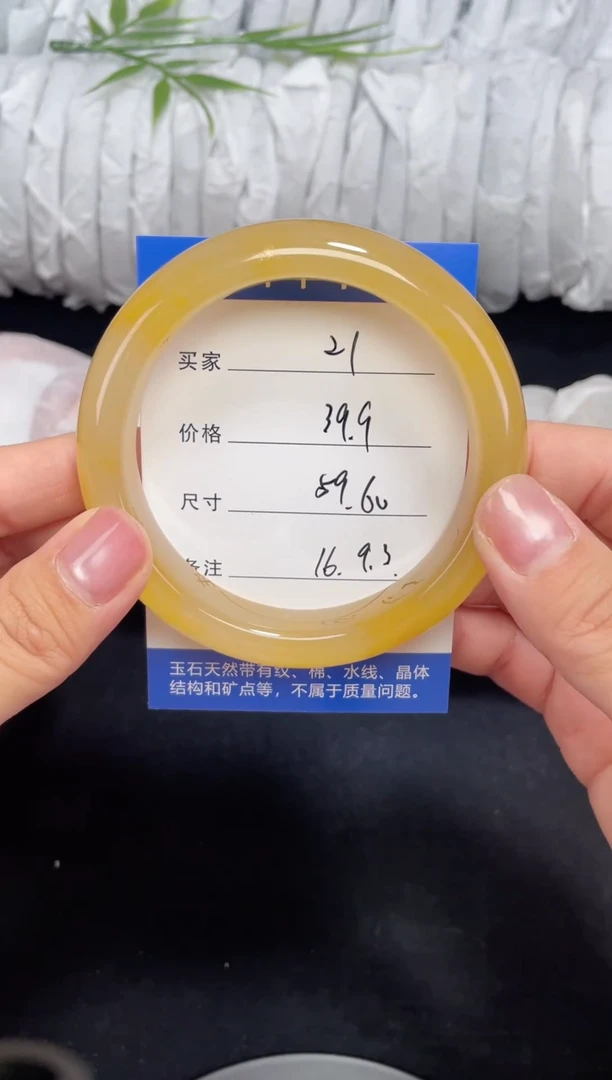 买家 21
价格 39.9
尺寸 59.60
备注 16.9.3.
玉石天然带有纹、棉、水线、晶体
结构和矿点等，不属于质量问题。